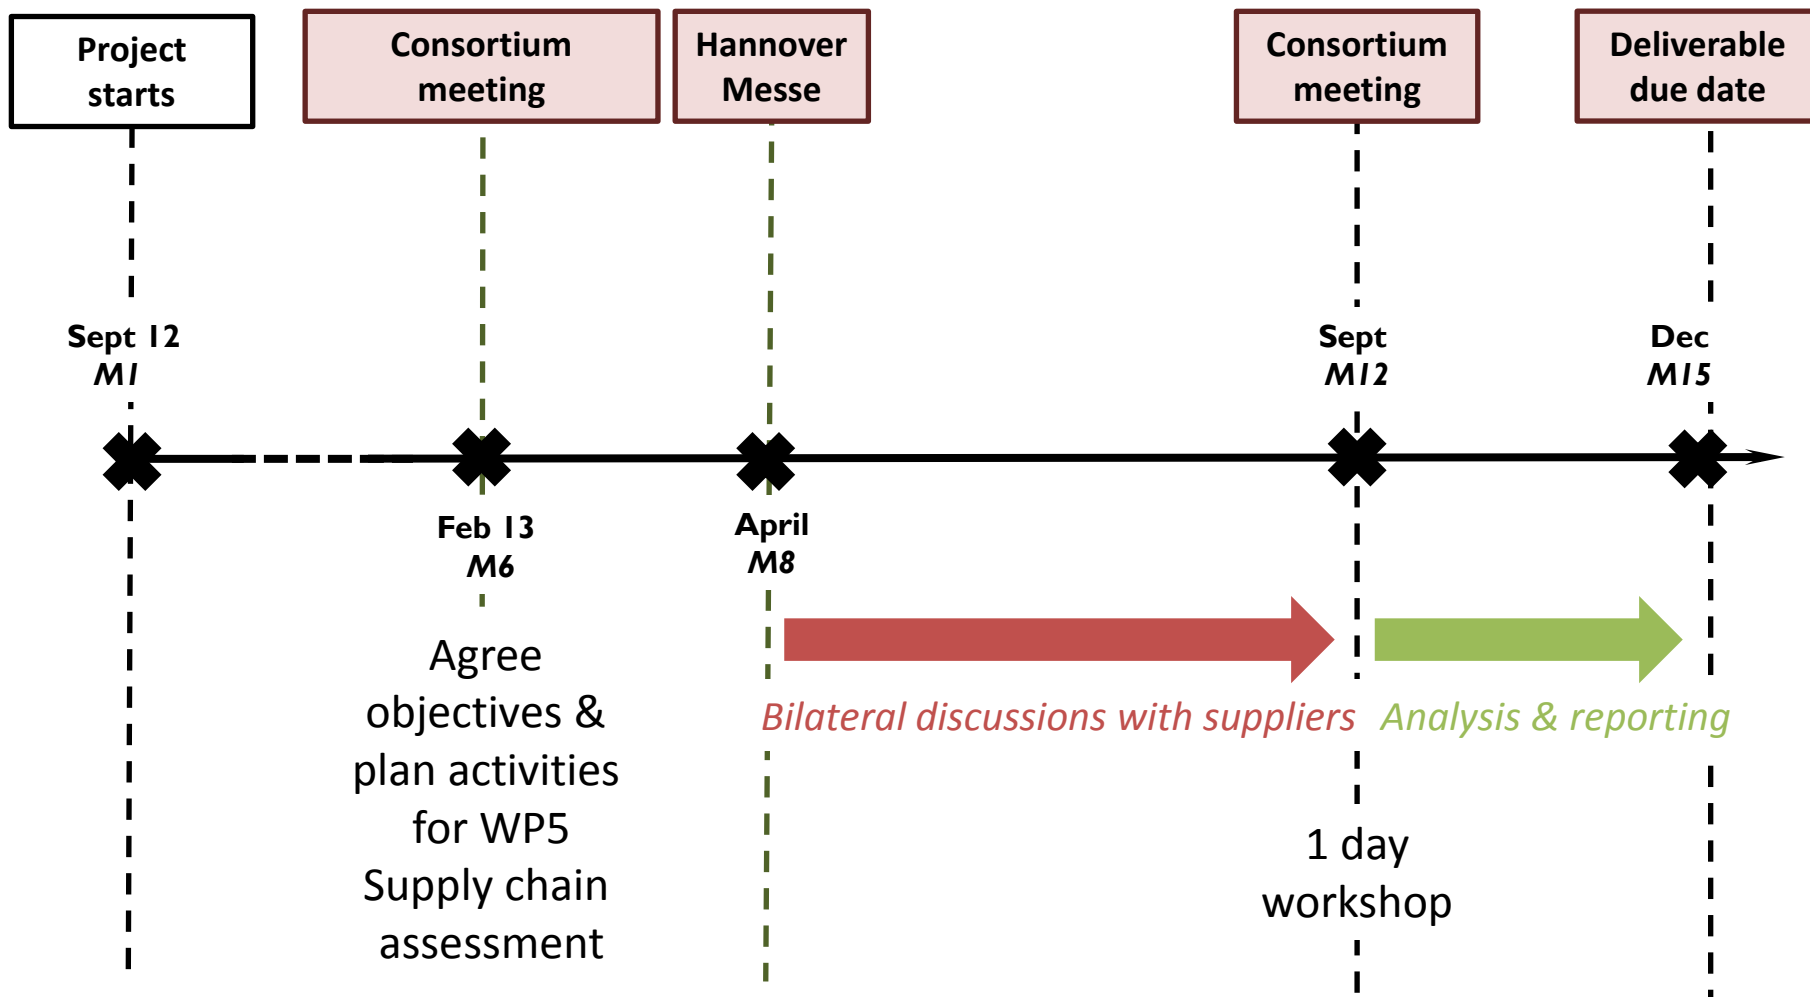 Project
starts
Consortium
meeting
Hannover
Messe
Consortium
meeting
Deliverable
due date
Sept 12
M1
Sept
M12
Dec
M15
Feb 13
M6
April
M8
Agree
objectives &
plan activities
for WP5
Supply chain
assessment
Bilateral discussions with suppliers
Analysis & reporting
1 day
workshop